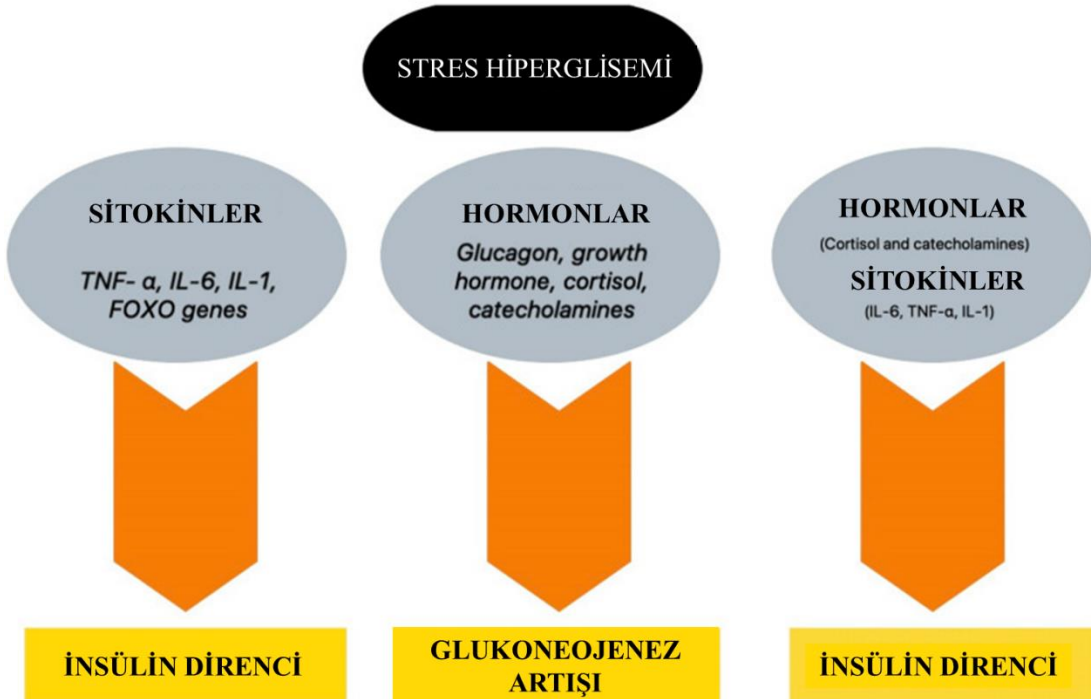 STRES HİPERGLİSEMİ
SİTOKİNLER
TNF- α, IL-6, IL-1,
FOXO genes
HORMONLAR
Glucagon, growth
hormone, cortisol,
catecholamines
HORMONLAR
(Cortisol and catecholamines)
SİTOKİNLER
(IL-6, TNF-α, IL-1)
İNSÜLİN DİRENCİ
GLUKONEOJENEZ
ARTIŞI
İNSÜLİN DİRENCİ